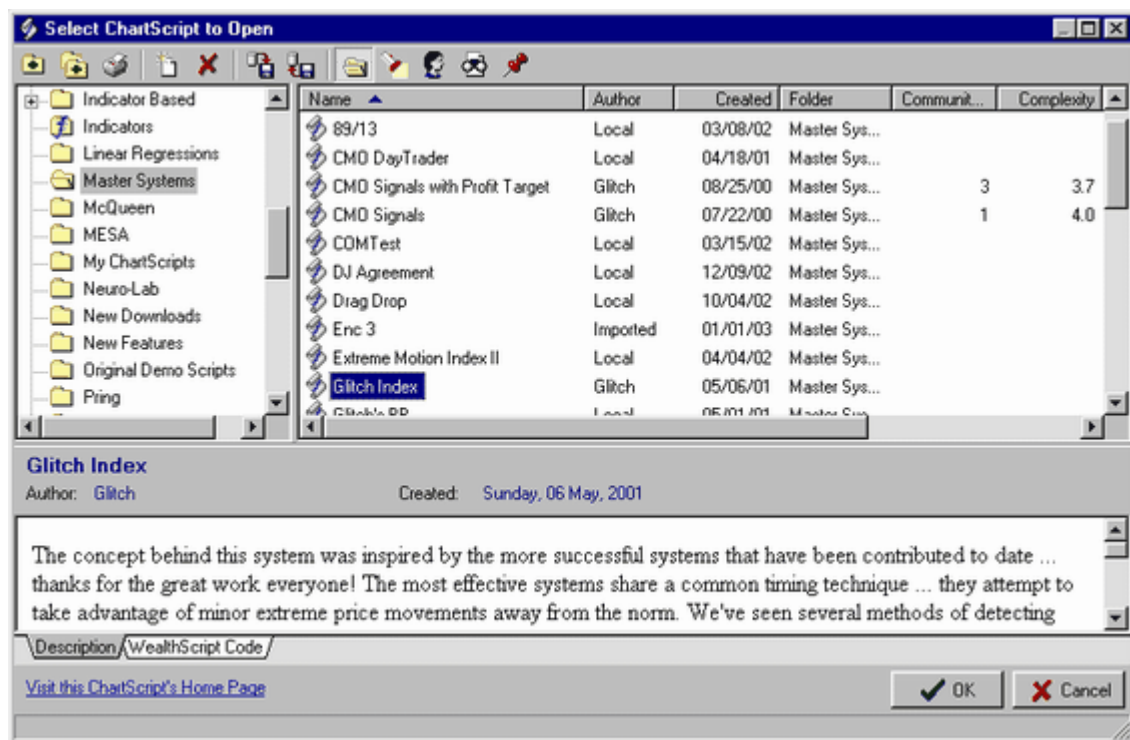 Select ChartScript to Open
Indicator Based
Indicators
Linear Regressions
Master Systems
McQueen
MESA
My ChartScripts
Neuro-Lab
New Downloads
New Features
Original Demo Scripts
Pring
Name Author Created Folder Communit... Complexity
89/13 Local 03/08/02 Master Sys...
CMO DayTrader Local 04/18/01 Master Sys...
CMO Signals with Profit Target Glitch 08/25/00 Master Sys... 3 3.7
CMO Signals Glitch 07/22/00 Master Sys... 1 4.0
COMTest Local 03/15/02 Master Sys...
DJ Agreement Local 12/09/02 Master Sys...
Drag Drop Local 10/04/02 Master Sys...
Enc 3 Imported 01/01/03 Master Sys...
Extreme Motion Index II Local 04/04/02 Master Sys...
Glitch Index Glitch 05/06/01 Master Sys...
Local 05/01/01 Master Sys...
Glitch Index
Author: Glitch Created: Sunday, 06 May, 2001
The concept behind this system was inspired by the more successful systems that have been contributed to date ...
thanks for the great work everyone! The most effective systems share a common timing technique ... they attempt to
take advantage of minor extreme price movements away from the norm. We've seen several methods of detecting
Description WealthScript Code
Visit this ChartScript's Home Page
OK Cancel